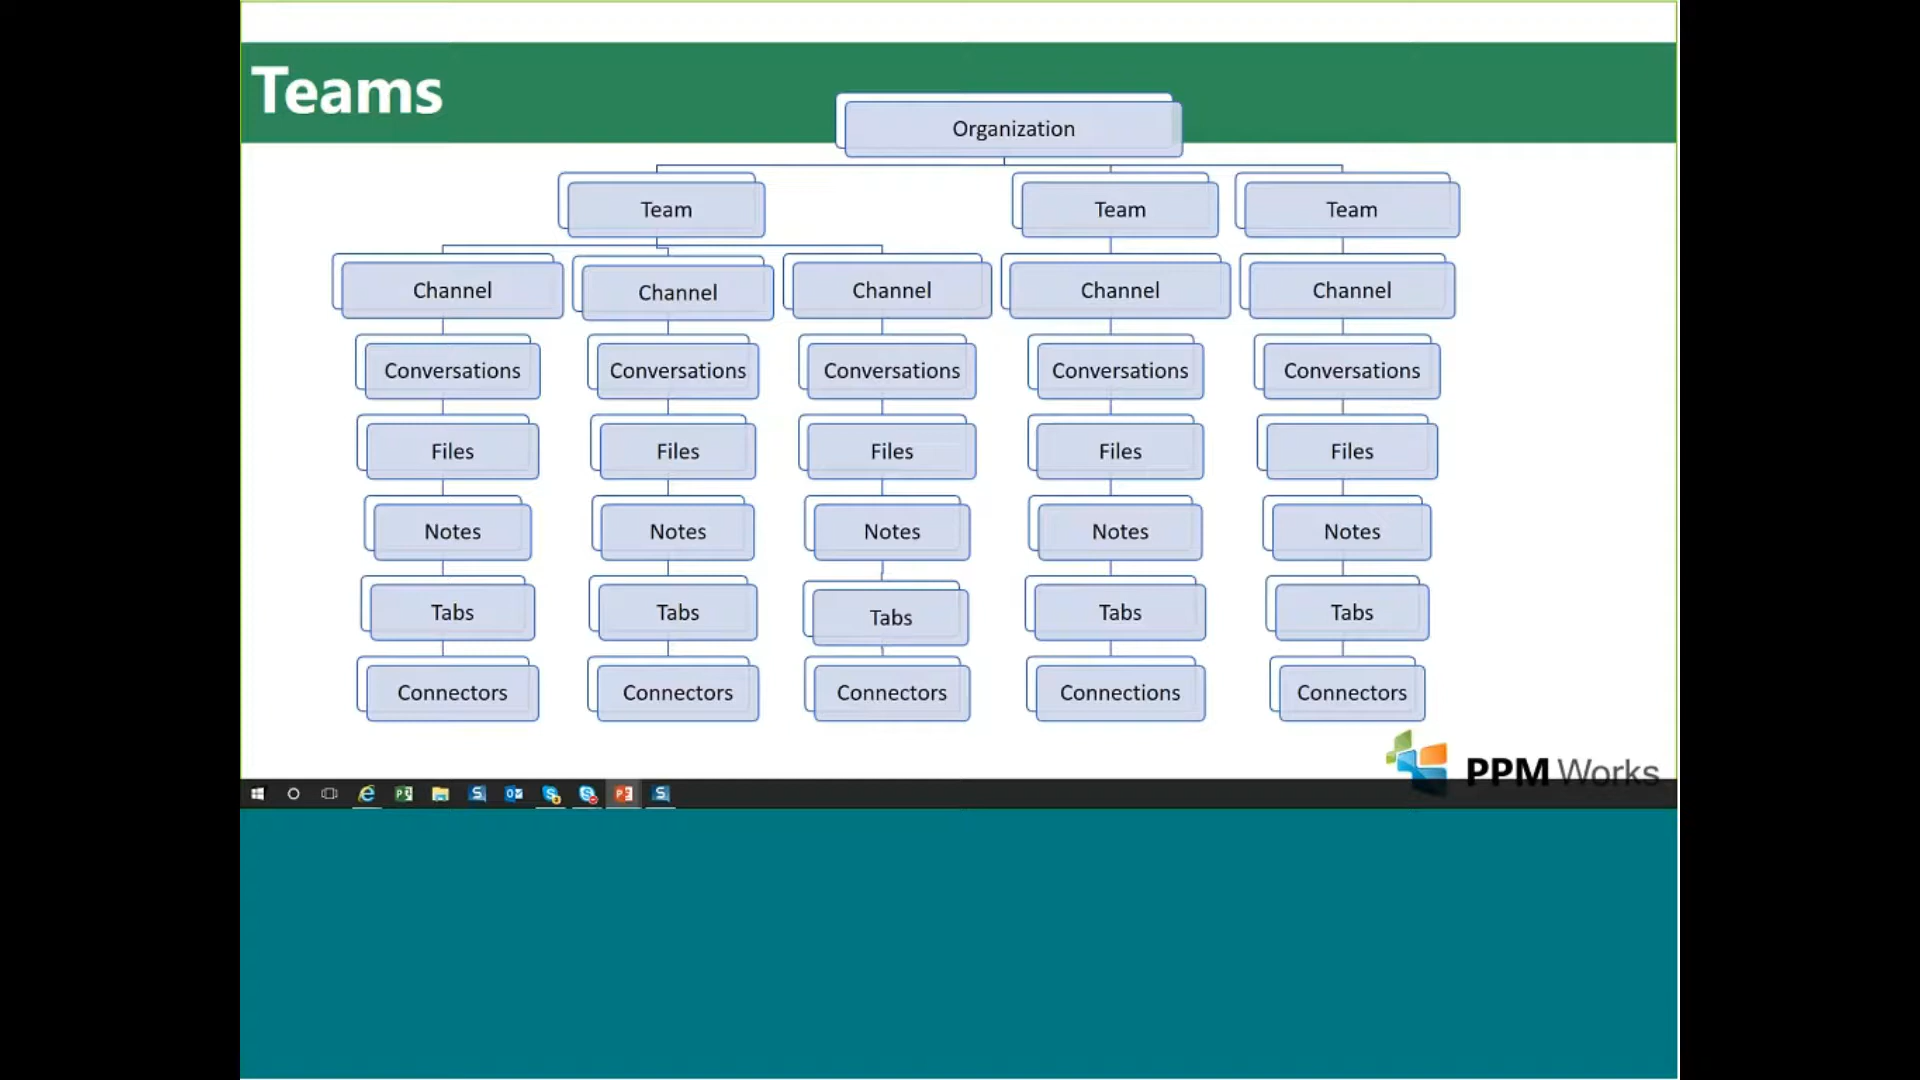 Teams
Organization
Team Team Team
Channel Channel Channel Channel Channel
Conversations Conversations Conversations Conversations Conversations
Files Files Files Files Files
Notes Notes Notes Notes Notes
Tabs Tabs Tabs Tabs Tabs
Connectors Connectors Connectors Connections Connectors
PPM Works